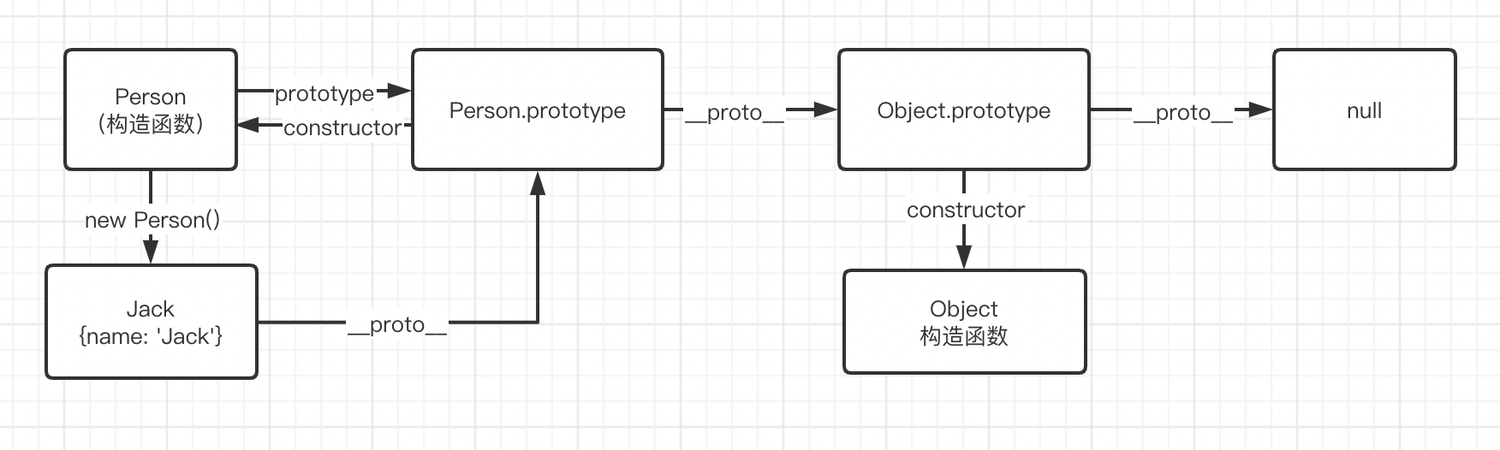 Person
（构造函数）
prototype
constructor
Person.prototype
__proto__
Object.prototype
__proto__
null
new Person()
constructor
Jack
{name: 'Jack'}
__proto__
Object
构造函数